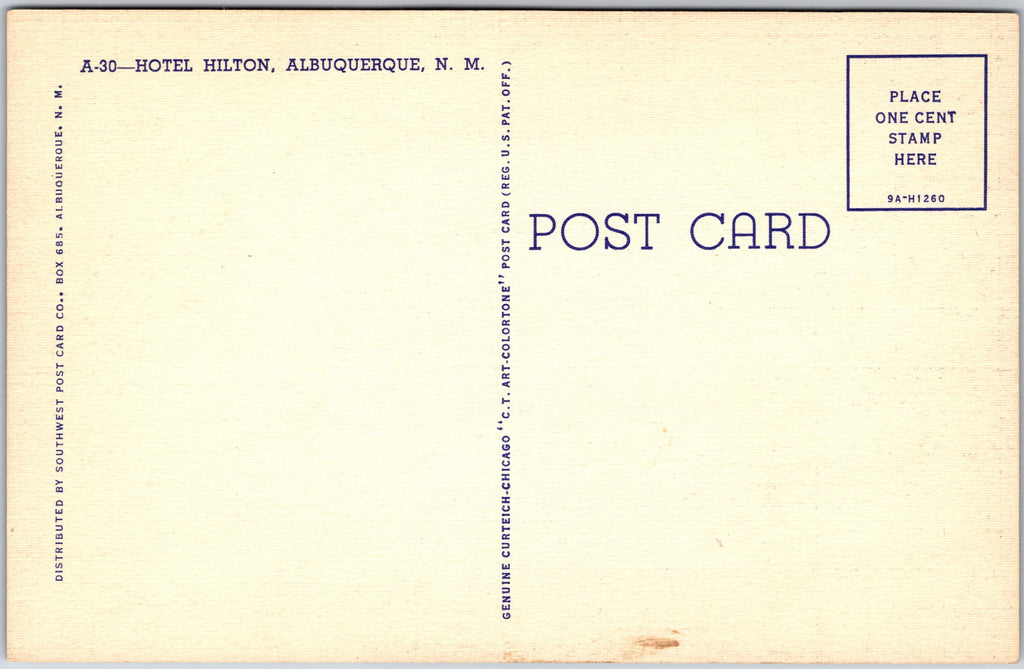 A-30—HOTEL HILTON, ALBUQUERQUE, N. M.
DISTRIBUTED BY SOUTHWEST POST CARD CO., BOX 685, ALBUQUERQUE, N. M.
GENUINE CURTEICH-CHICAGO "C.T. ART-COLORTONE" POST CARD (REG. U.S. PAT. OFF.)
POST CARD
PLACE
ONE CENT
STAMP
HERE
9A-H1260